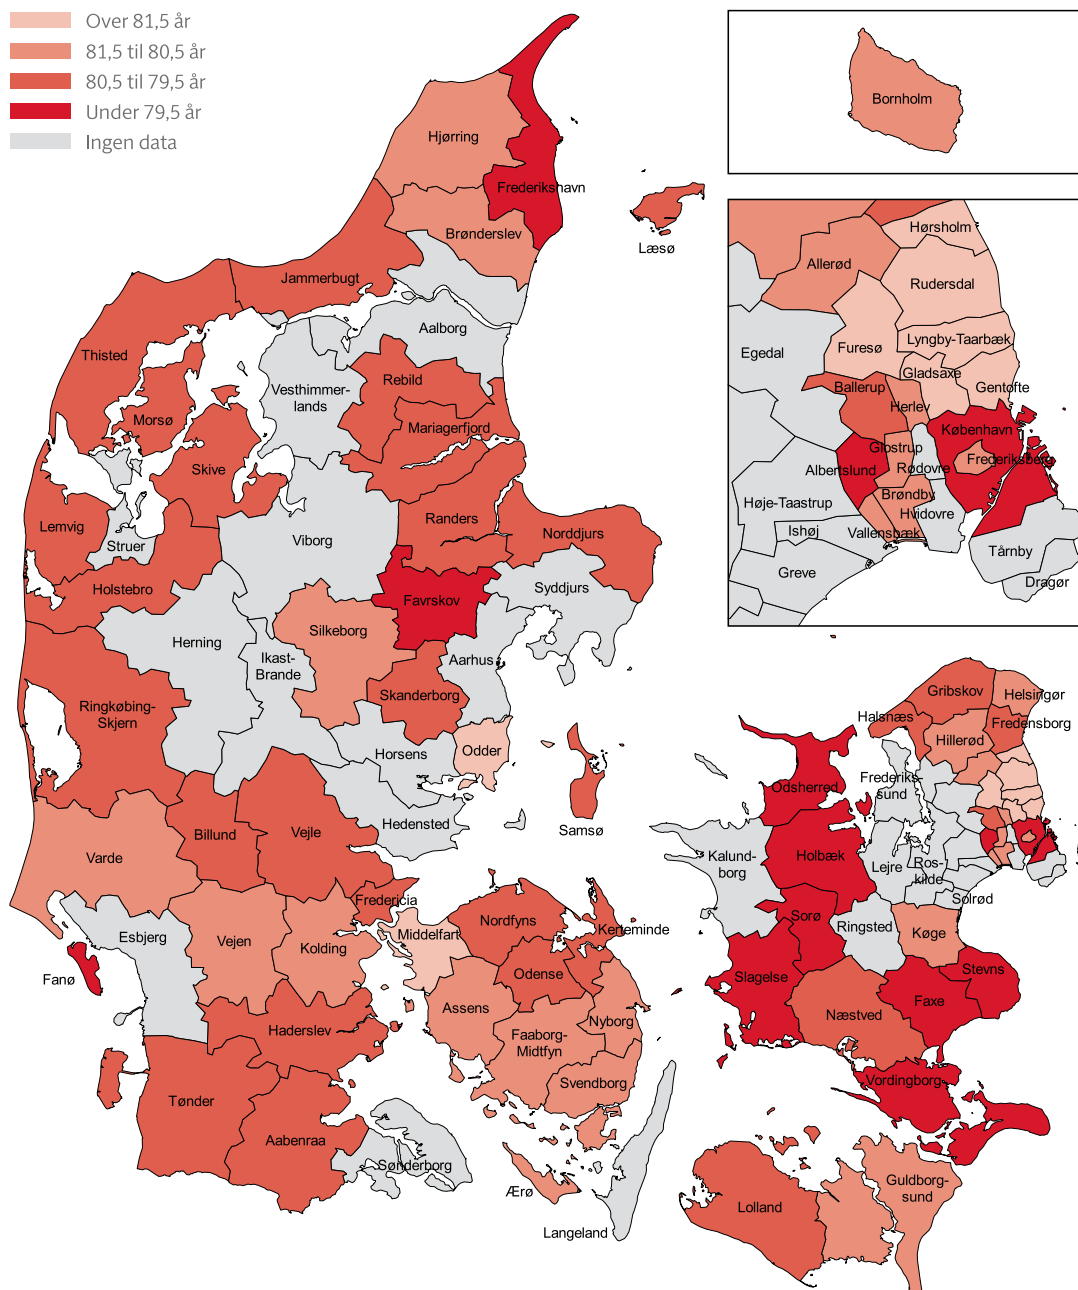 Over 81,5 år
81,5 til 80,5 år
80,5 til 79,5 år
Under 79,5 år
Ingen data
Bornholm
Hjørring
Frederikshavn
Brønderslev
Læsø
Jammerbugt
Aalborg
Thisted
Vesthimmer-
lands
Rebild
Morsø
Mariagerfjord
Skive
Lemvig
Struer
Viborg
Randers
Norddjurs
Holstebro
Favrskov
Syddjurs
Herning
Silkeborg
Ikast-
Brande
Aarhus
Skanderborg
Ringkøbing-
Skjern
Horsens
Odder
Samsø
Hedensted
Billund
Vejle
Varde
Fredericia
Esbjerg
Vejen
Kolding
Middelfart
Nordfyns
Kerteminde
Fanø
Odense
Assens
Nyborg
Haderslev
Faaborg-
Midtfyn
Svendborg
Tønder
Aabenraa
Sønderborg
Ærø
Langeland
Hørsholm
Allerød
Rudersdal
Egedal
Furesø
Lyngby-Taarbæk
Gladsaxe
Gentofte
Ballerup
Herlev
København
Glostrup
Frederiksberg
Albertslund
Rødovre
Brøndby
Høje-Taastrup
Hvidovre
Ishøj
Vallensbæk
Tårnby
Greve
Dragør
Gribskov
Helsingør
Halsnæs
Fredensborg
Hillerød
Frederiks-
sund
Odsherred
Kalund-
borg
Holbæk
Lejre
Ros-
kilde
Solrød
Sorø
Ringsted
Køge
Slagelse
Stevns
Faxe
Næstved
Vordingborg
Guldborg-
sund
Lolland